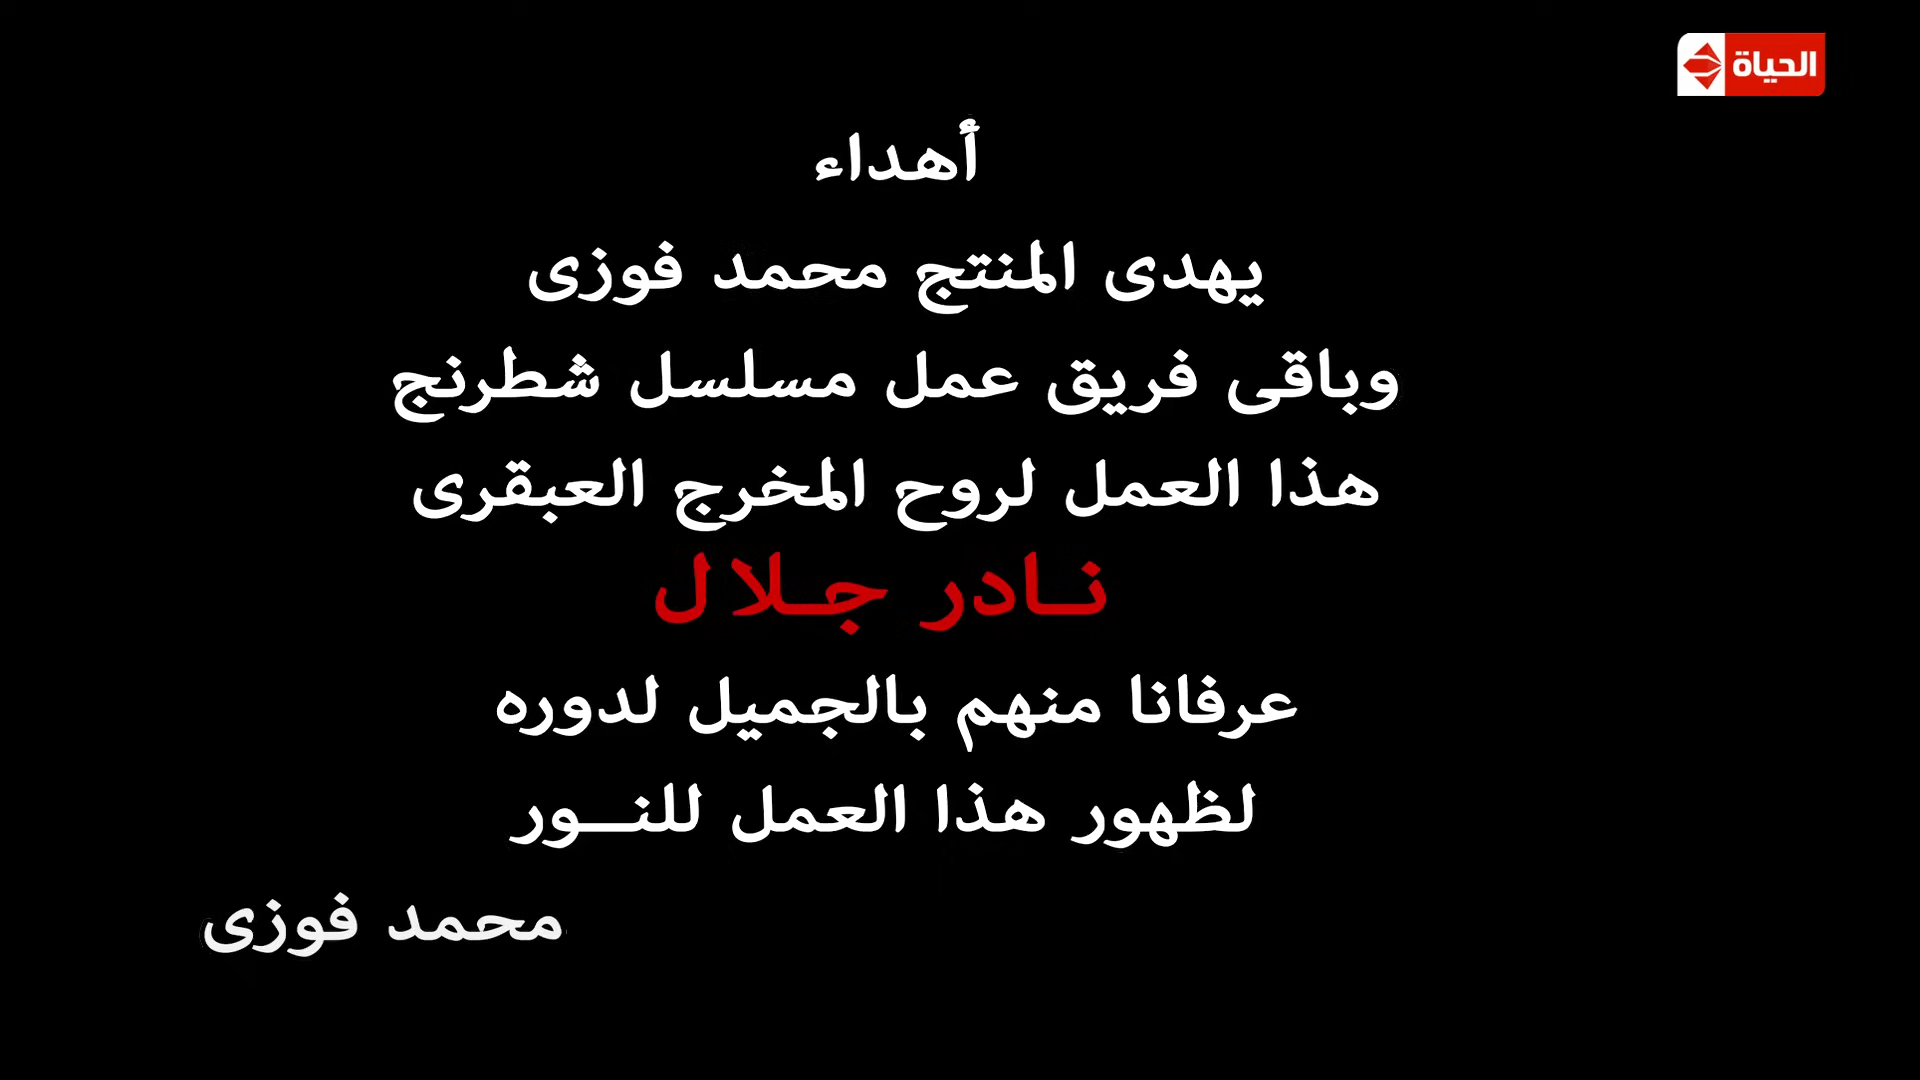 الحياة
أهداء
يهدى المنتج محمد فوزى
وباقى فريق عمل مسلسل شطرنج
هذا العمل لروح المخرج العبقرى
نـادر جـلال
عرفانا منهم بالجميل لدوره
لظهور هذا العمل للنـــور
محمد فوزى